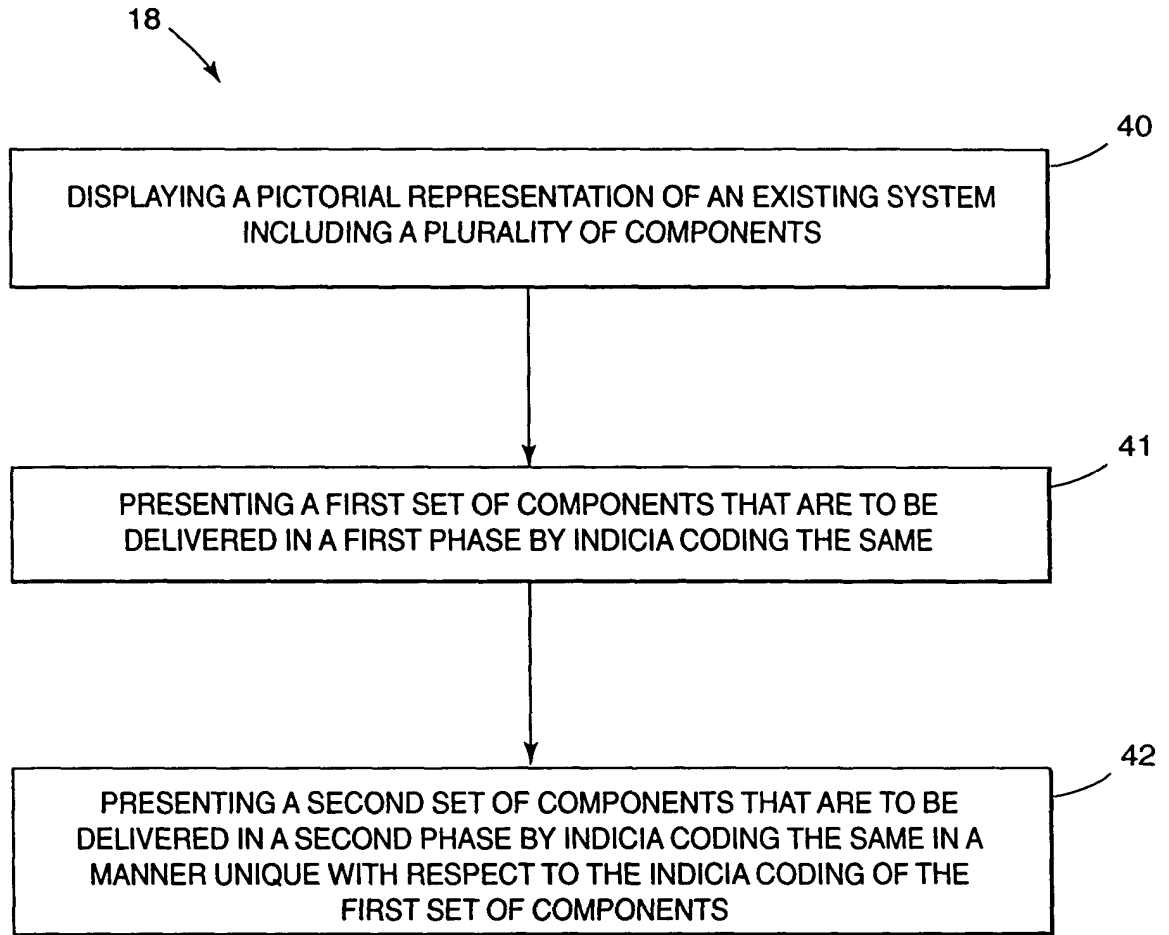 18
40
DISPLAYING A PICTORIAL REPRESENTATION OF AN EXISTING SYSTEM
INCLUDING A PLURALITY OF COMPONENTS
41
PRESENTING A FIRST SET OF COMPONENTS THAT ARE TO BE
DELIVERED IN A FIRST PHASE BY INDICIA CODING THE SAME
42
PRESENTING A SECOND SET OF COMPONENTS THAT ARE TO BE
DELIVERED IN A SECOND PHASE BY INDICIA CODING THE SAME IN A
MANNER UNIQUE WITH RESPECT TO THE INDICIA CODING OF THE
FIRST SET OF COMPONENTS